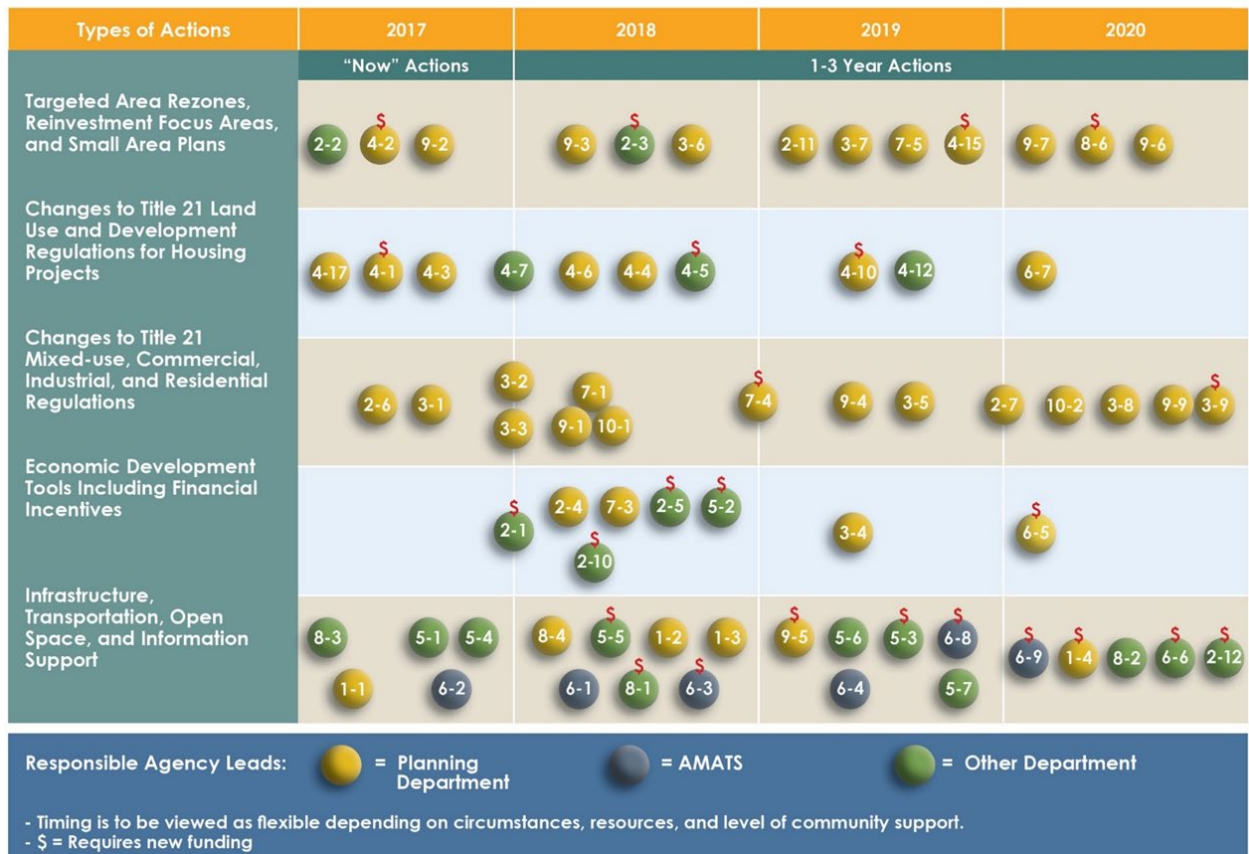 Types of Actions 2017 2018 2019 2020
“Now” Actions 1-3 Year Actions
Targeted Area Rezones,
Reinvestment Focus Areas,
and Small Area Plans
$ $ $ $
2-2 4-2 9-2 9-3 2-3 3-6 2-11 3-7 7-5 4-15 9-7 8-6 9-6
Changes to Title 21 Land
Use and Development
Regulations for Housing
Projects
$ $ $
4-17 4-1 4-3 4-7 4-6 4-4 4-5 4-10 4-12 6-7
Changes to Title 21
Mixed-use, Commercial,
Industrial, and Residential
Regulations
3-2 7-1
$ $
2-6 3-1 7-4 9-4 3-5 2-7 10-2 3-8 9-9 3-9
3-3 9-1 10-1
Economic Development
Tools Including Financial
Incentives
$ $
2-4 7-3 2-5 5-2
$ $
2-1 3-4 6-5
$
2-10
Infrastructure,
Transportation, Open
Space, and Information
Support
$ $ $ $
8-3 5-1 5-4 8-4 5-5 1-2 1-3 9-5 5-6 5-3 6-8
$ $ $ $
6-9 1-4 8-2 6-6 2-12
$ $
1-1 6-2 6-1 8-1 6-3 6-4 5-7
Responsible Agency Leads: = Planning
Department = AMATS = Other Department
- Timing is to be viewed as flexible depending on circumstances, resources, and level of community support.
- $ = Requires new funding